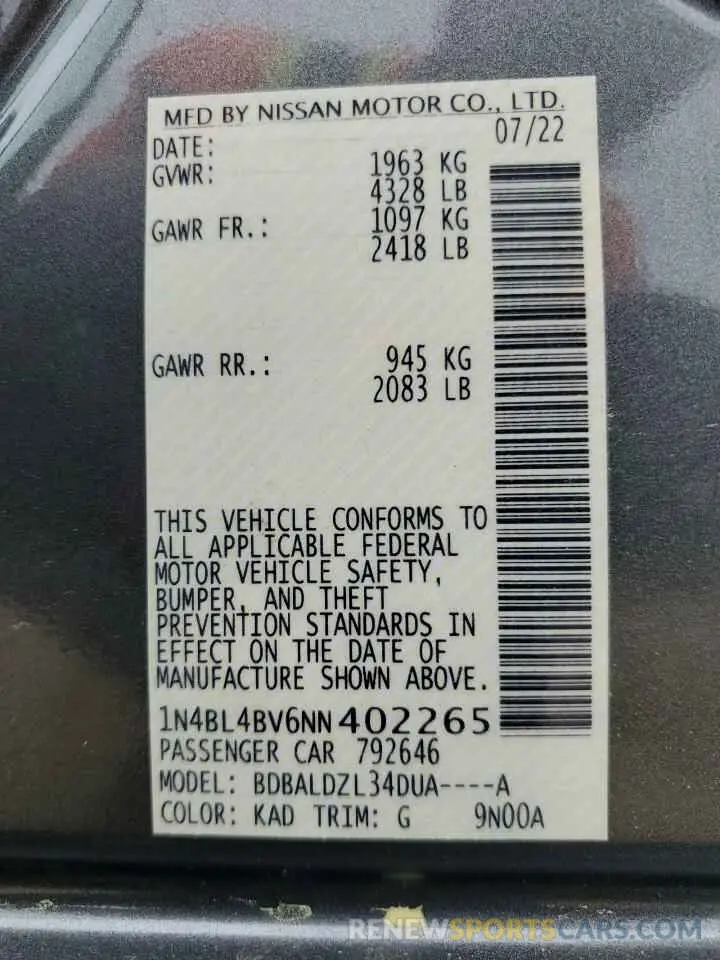 MFD BY NISSAN MOTOR CO., LTD.
DATE: 07/22
GVWR: 1963 KG
4328 LB
GAWR FR.: 1097 KG
2418 LB
GAWR RR.: 945 KG
2083 LB
THIS VEHICLE CONFORMS TO
ALL APPLICABLE FEDERAL
MOTOR VEHICLE SAFETY,
BUMPER, AND THEFT
PREVENTION STANDARDS IN
EFFECT ON THE DATE OF
MANUFACTURE SHOWN ABOVE.
1N4BL4BV6NN402265
PASSENGER CAR 792646
MODEL: BDBALDZL34DUA----A
COLOR: KAD TRIM: G 9N00A
RENEWSPORTSCARS.COM